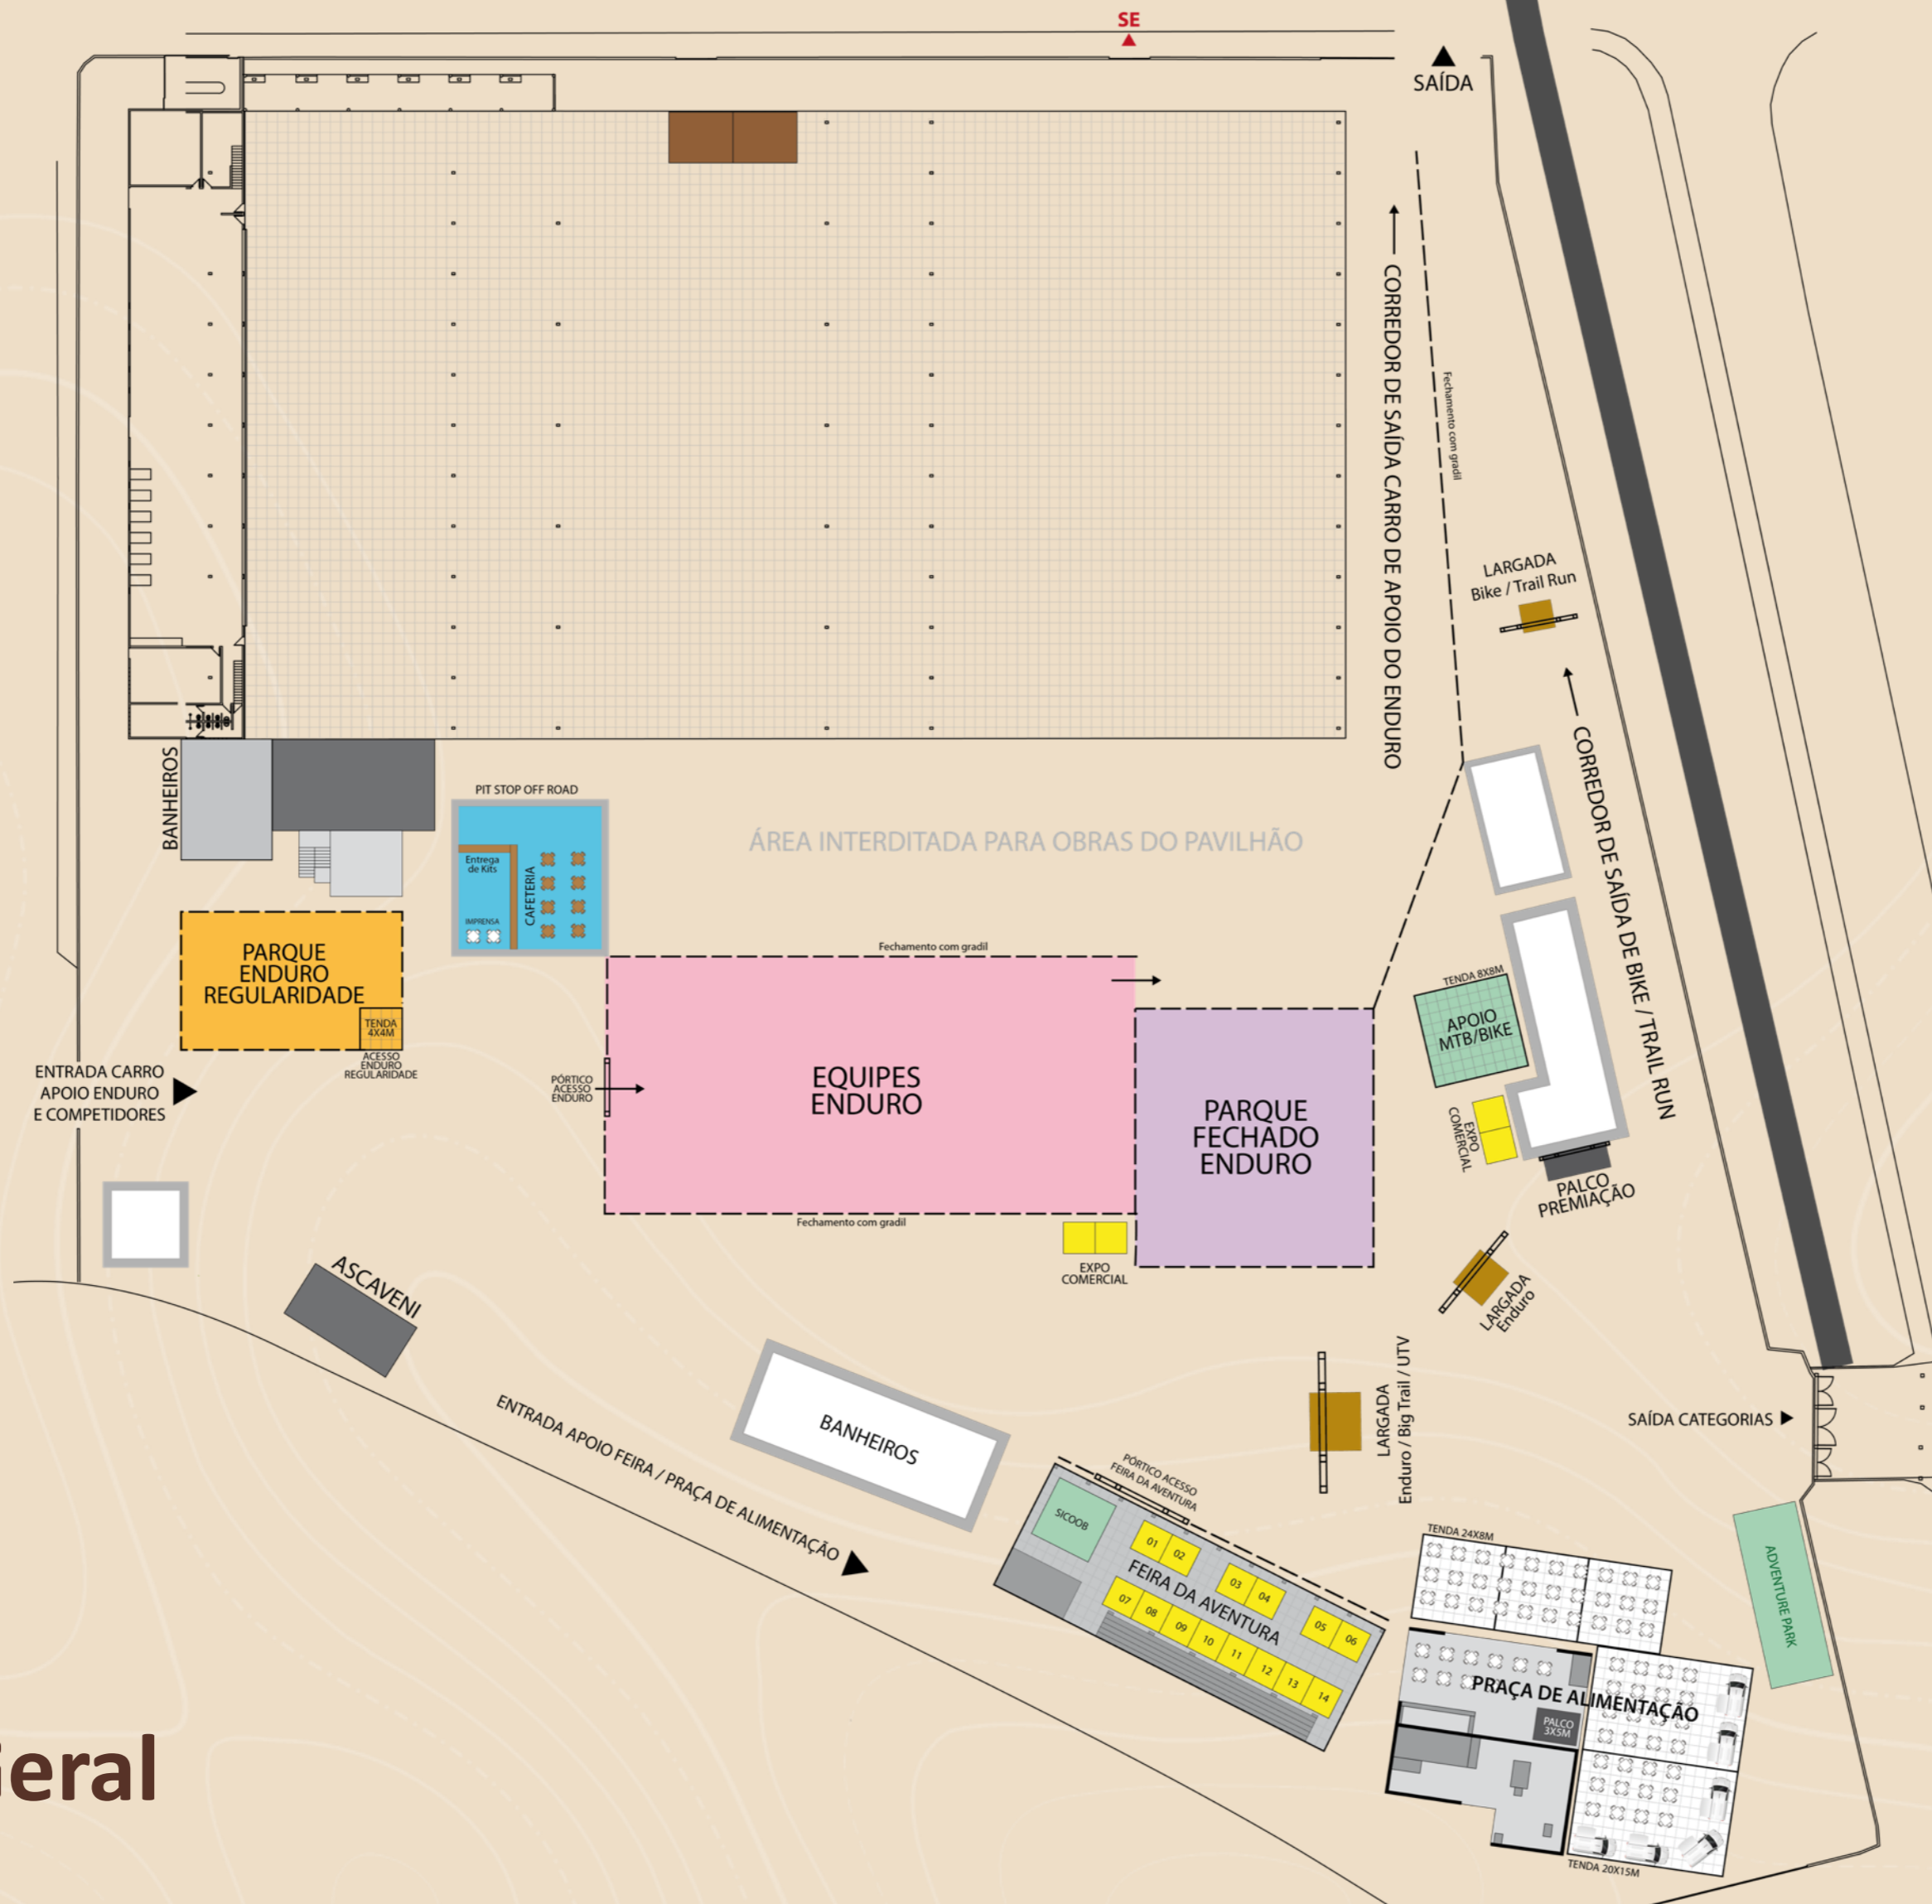 SE
SAÍDA
CORREDOR DE SAÍDA CARRO DE APOIO DO ENDURO
Fechamento com gradil
LARGADA
Bike / Trail Run
CORREDOR DE SAÍDA DE BIKE / TRAIL RUN
BANHEIROS
PIT STOP OFF ROAD
Entrega
de Kits
CAFETERIA
IMPRENSA
ÁREA INTERDITADA PARA OBRAS DO PAVILHÃO
PARQUE
ENDURO
REGULARIDADE
TENDA
4X4M
ACESSO
ENDURO
REGULARIDADE
Fechamento com gradil
TENDA 8X8M
APOIO
MTB/BIKE
ENTRADA CARRO
APOIO ENDURO
E COMPETIDORES
PÓRTICO
ACESSO
ENDURO
EQUIPES
ENDURO
PARQUE
FECHADO
ENDURO
EXPO
COMERCIAL
PALCO
PREMIAÇÃO
Fechamento com gradil
EXPO
COMERCIAL
ASCAVENI
LARGADA
Enduro
LARGADA
Enduro / Big Trail / UTV
BANHEIROS
SAÍDA CATEGORIAS
ENTRADA APOIO FEIRA / PRAÇA DE ALIMENTAÇÃO
PÓRTICO ACESSO
FEIRA DA AVENTURA
SICOOB
01
02
03
04
05
06
FEIRA DA AVENTURA
07
08
09
10
11
12
13
14
TENDA 24X8M
ADVENTURE PARK
PRAÇA DE ALIMENTAÇÃO
PALCO
3X5M
TENDA 20X15M
eral